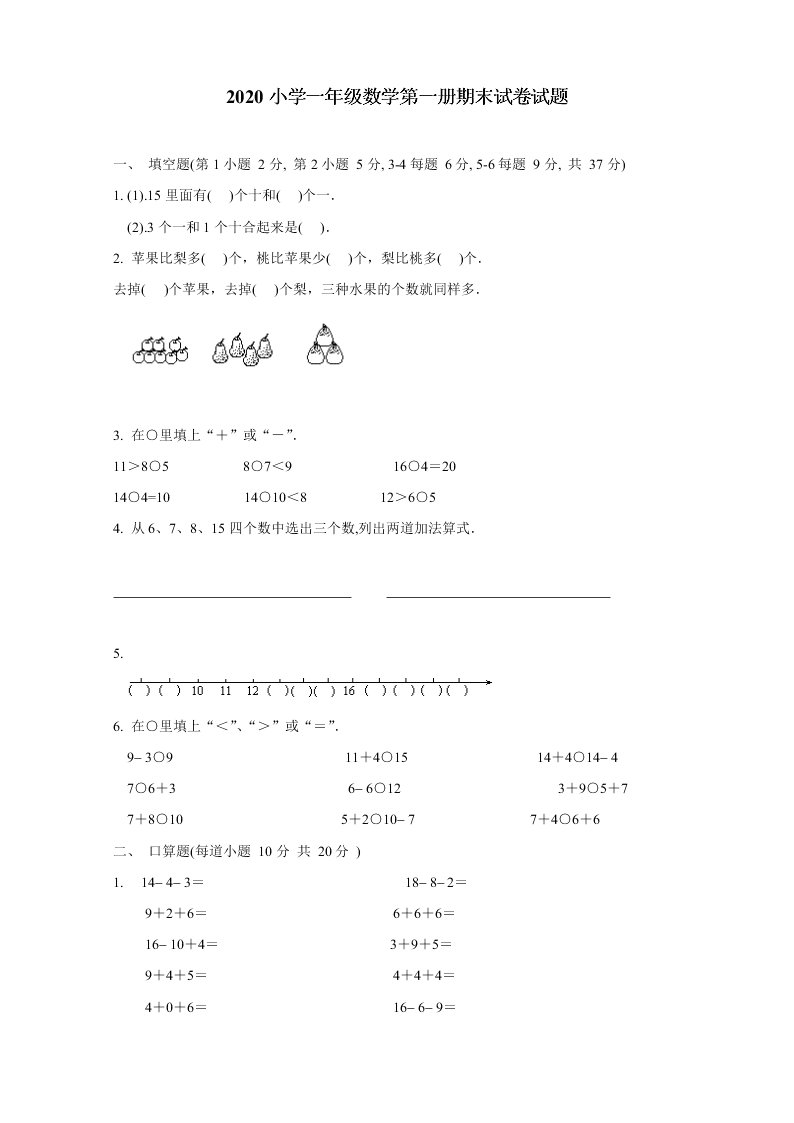 2020 小学一年级数学第一册期末试卷试题
一、 填空题(第 1 小题 2 分, 第 2 小题 5 分, 3-4 每题 6 分, 5-6 每题 9 分, 共 37 分)
1. (1).15 里面有( )个十和( )个一．
(2).3 个一和 1 个十合起来是( )．
2. 苹果比梨多( )个，桃比苹果少( )个，梨比桃多( )个．
去掉( )个苹果，去掉( )个梨，三种水果的个数就同样多．
3. 在○里填上“＋”或“－”．
11＞8○5 8○7＜9 16○4＝20
14○4=10 14○10＜8 12＞6○5
4. 从 6、7、8、15 四个数中选出三个数,列出两道加法算式．
5.
( ) ( ) 10 11 12 ( ) ( ) ( ) 16 ( ) ( ) ( ) ( )
6. 在○里填上“＜”、“＞”或“＝”．
9– 3○9 11＋4○15 14＋4○14– 4
7○6＋3 6– 6○12 3＋9○5＋7
7＋8○10 5＋2○10– 7 7＋4○6＋6
二、 口算题(每道小题 10 分 共 20 分 )
1. 14– 4– 3＝ 18– 8– 2＝
9＋2＋6＝ 6＋6＋6＝
16– 10＋4＝ 3＋9＋5＝
9＋4＋5＝ 4＋4＋4＝
4＋0＋6＝ 16– 6– 9＝